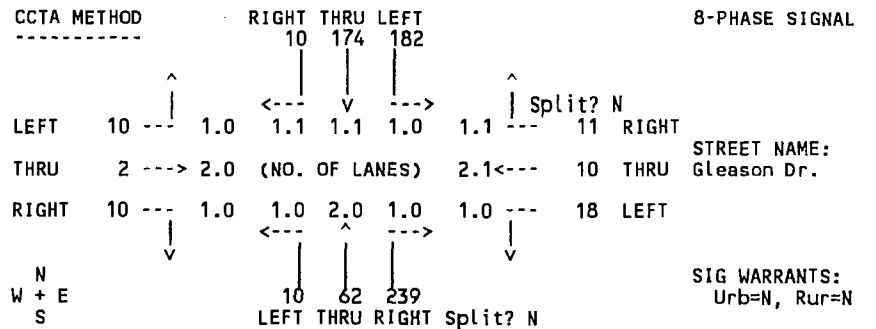 CCTA METHOD RIGHT THRU LEFT 8-PHASE SIGNAL
----------- 10 174 182
^ ^
<--- v ---> Split? N
LEFT 10 --- 1.0 1.1 1.1 1.0 1.1 --- 11 RIGHT
STREET NAME:
THRU 2 ---> 2.0 (NO. OF LANES) 2.1<--- 10 THRU Gleason Dr.
RIGHT 10 --- 1.0 1.0 2.0 1.0 1.0 --- 18 LEFT
<--- ^ --->
v v
N SIG WARRANTS:
W + E 10 62 239 Urb=N, Rur=N
S LEFT THRU RIGHT Split? N